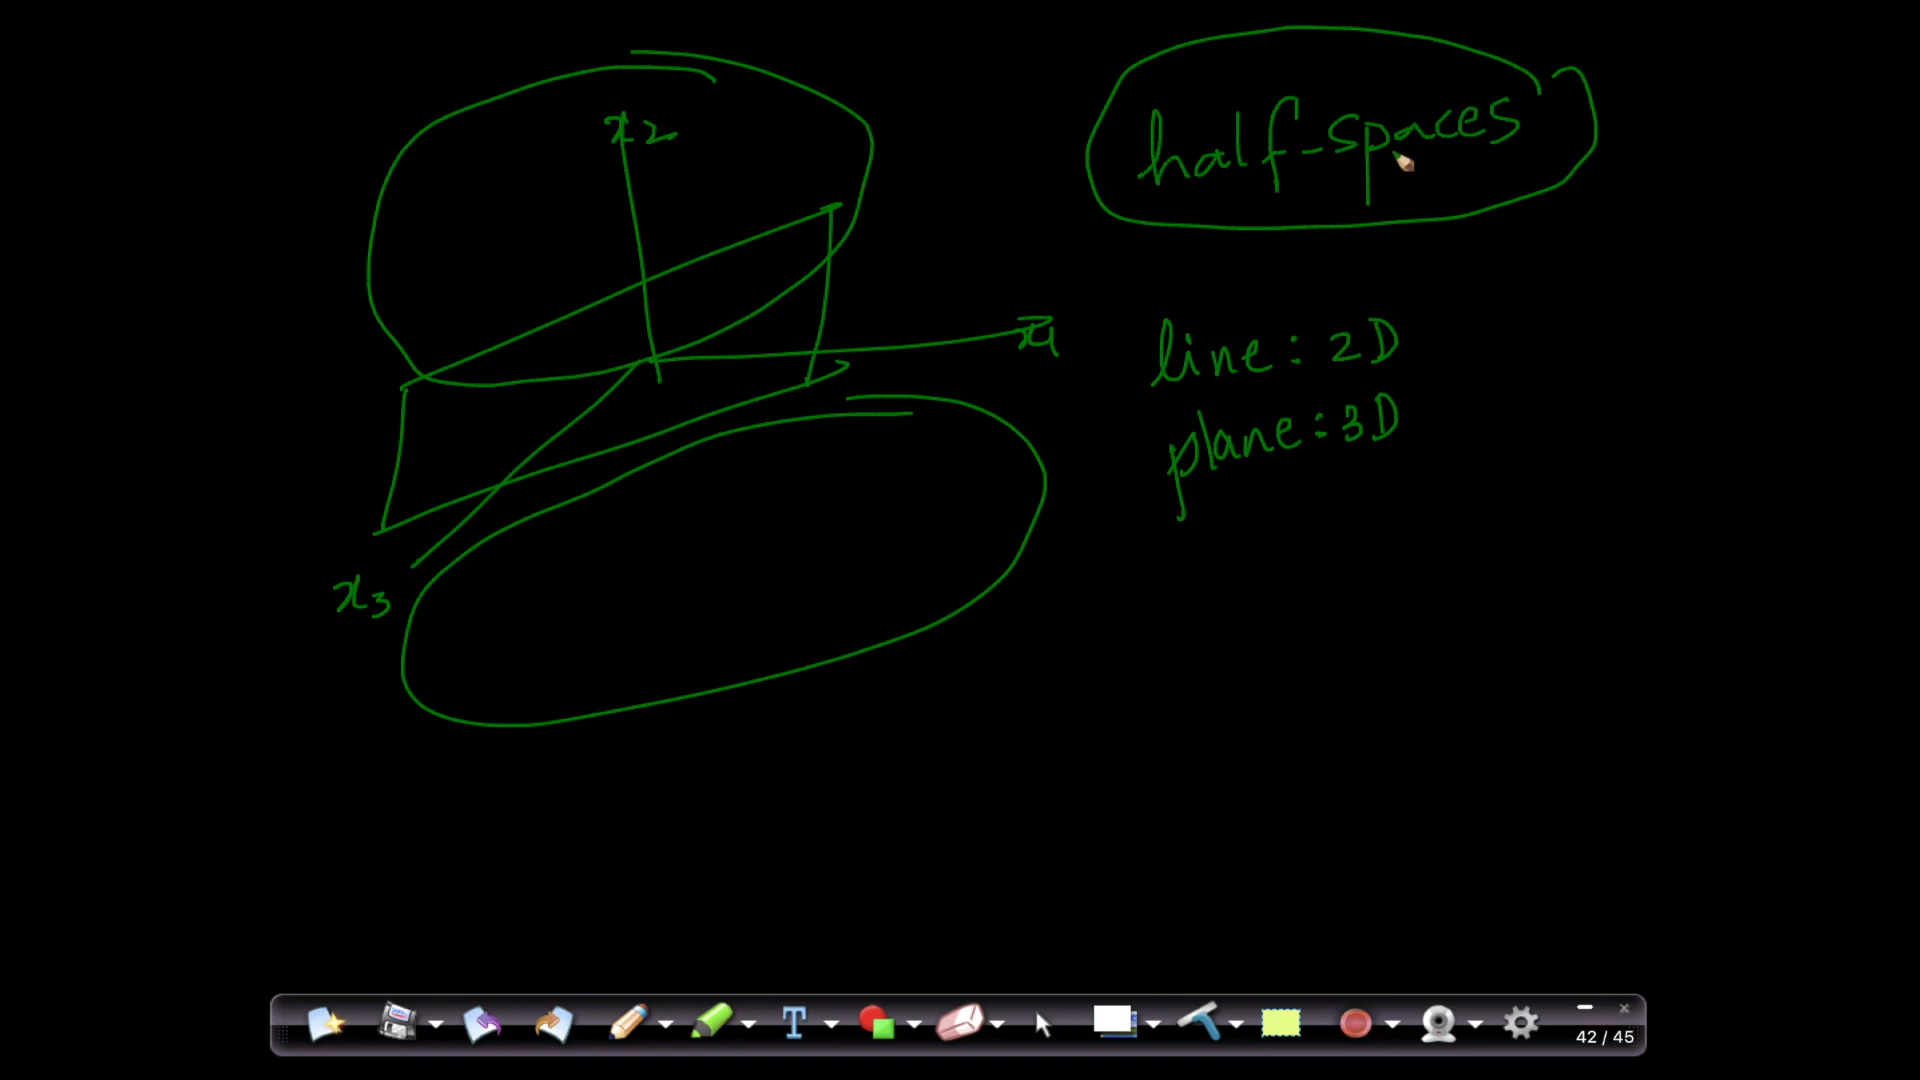 x2
half-spaces
x1
line: 2D
plane: 3D
x3
T
42 / 45